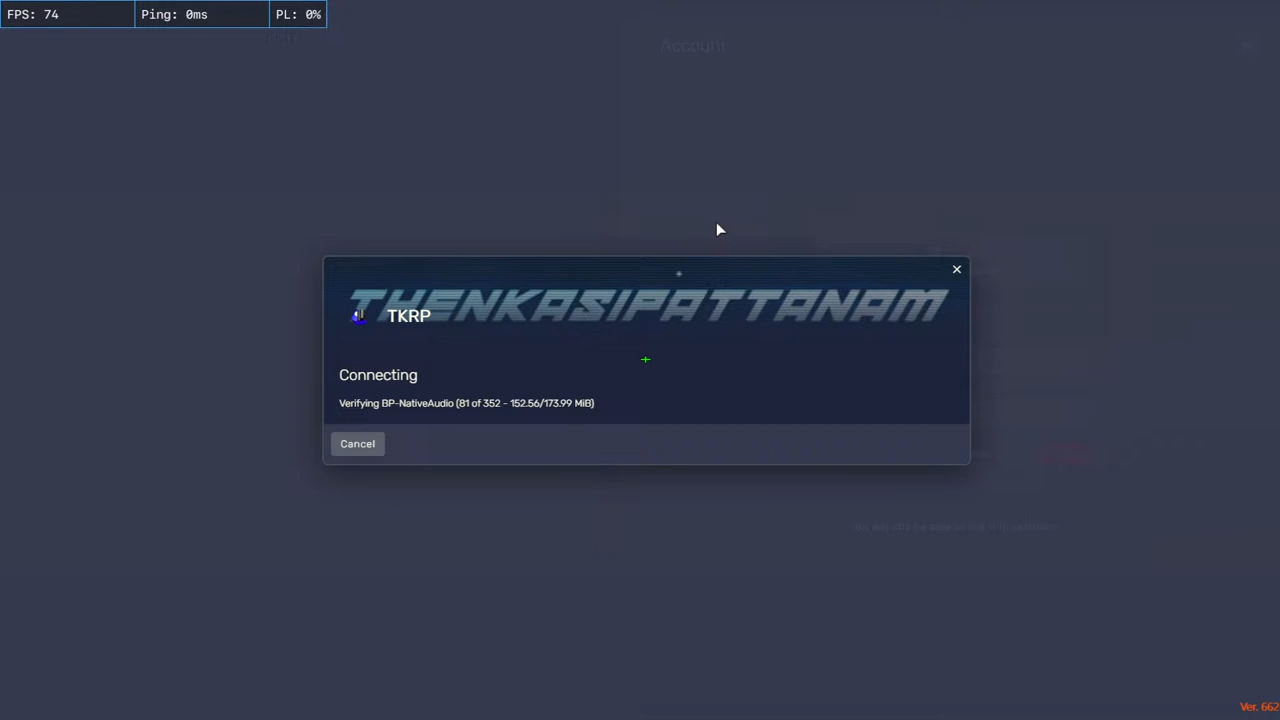 FPS: 74 Ping: 0ms PL: 0%
Account
THENKASIPATTANAM
TKRP
Connecting
Verifying BP-NativeAudio (81 of 352 - 152.56/173.99 MiB)
Cancel
Ver. 662